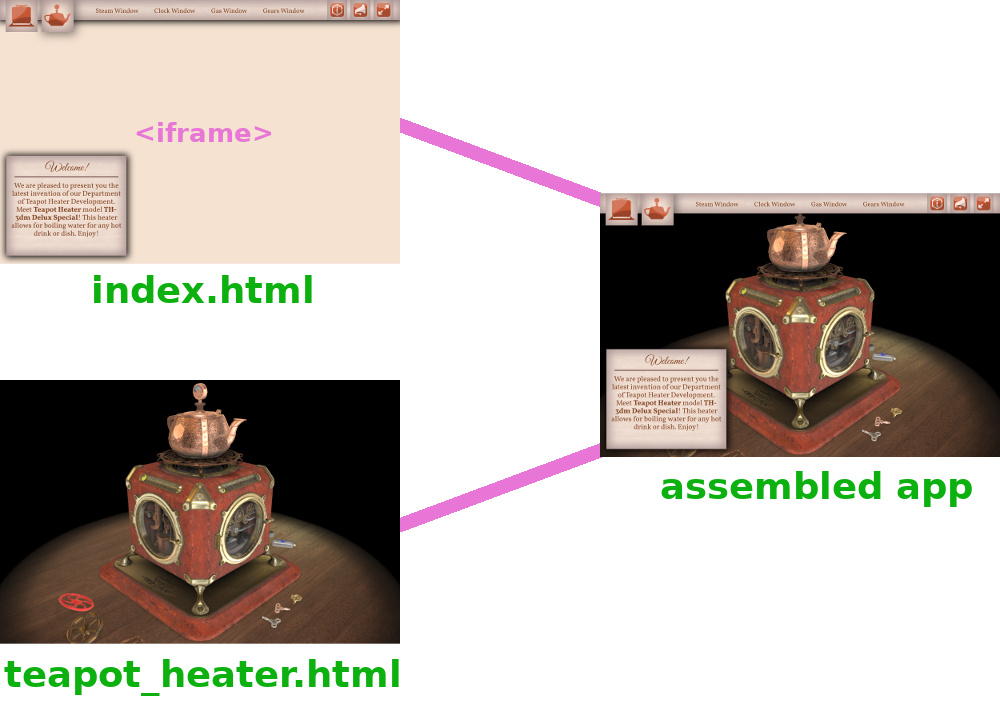 Steam Window Clock Window Gas Window Gears Window
<iframe>
Welcome!
We are pleased to present you the
latest invention of our Department
of Teapot Heater Development.
Meet Teapot Heater model TH-
3dm Delux Special! This heater
allows for boiling water for any hot
drink or dish. Enjoy!
index.html
Steam Window Clock Window Gas Window Gears Window
Welcome!
We are pleased to present you the
latest invention of our Department
of Teapot Heater Development.
Meet Teapot Heater model TH-
3dm Delux Special! This heater
allows for boiling water for any hot
drink or dish. Enjoy!
assembled app
teapot_heater.html